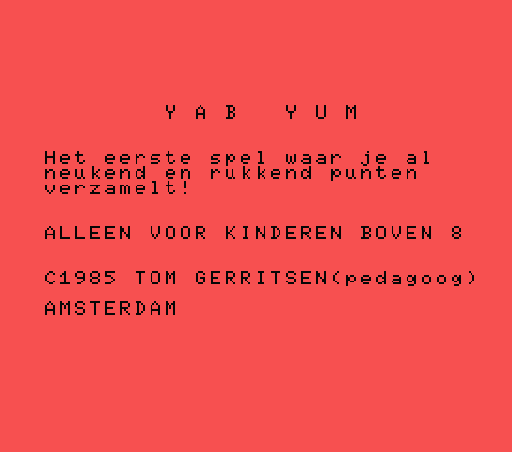 Y A B  Y U M
Het eerste spel waar je al
neukend en rukkend punten
verzamelt!
ALLEEN VOOR KINDEREN BOVEN 8
C1985 TOM GERRITSEN(pedagoog)
AMSTERDAM